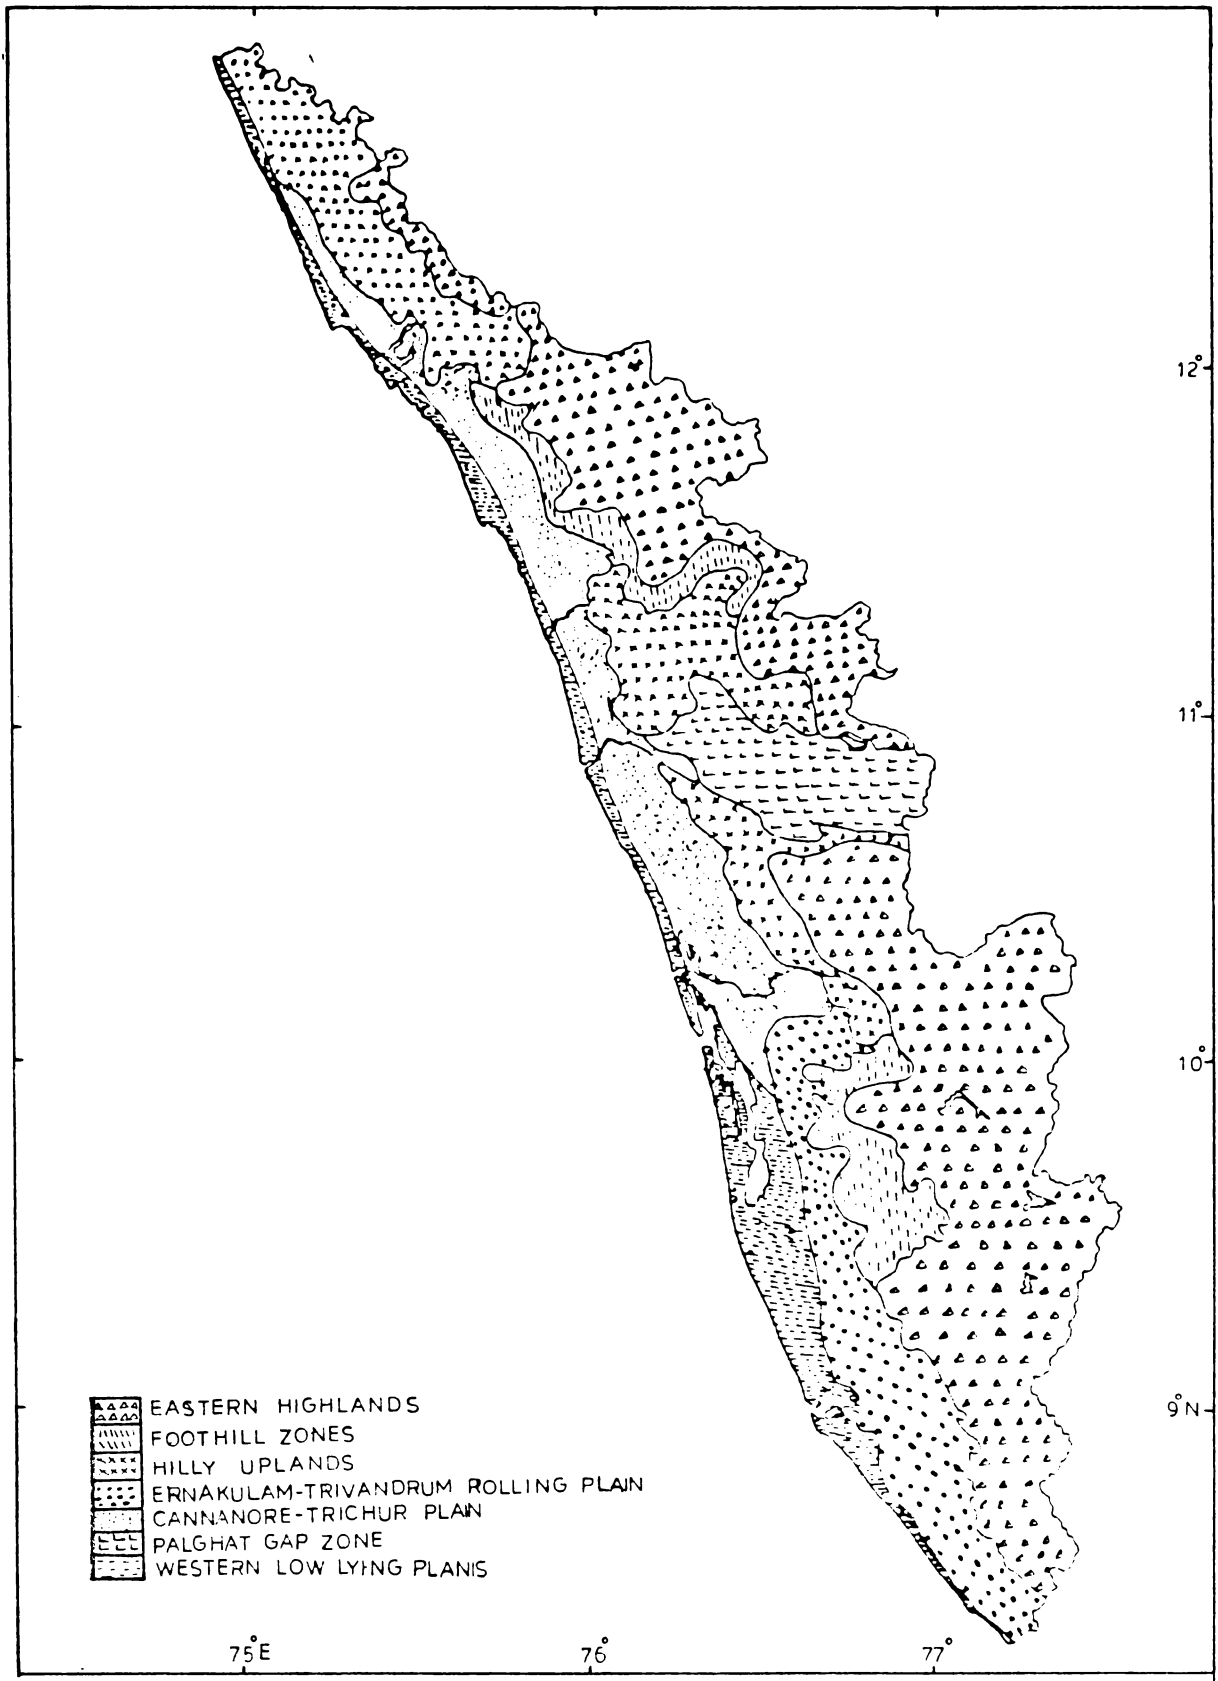 12°
11°
10°
9°N
EASTERN HIGHLANDS
FOOTHILL ZONES
HILLY UPLANDS
ERNAKULAM-TRIVANDRUM ROLLING PLAIN
CANNANORE-TRICHUR PLAIN
PALGHAT GAP ZONE
WESTERN LOW LYING PLANIS
75°E
76°
77°